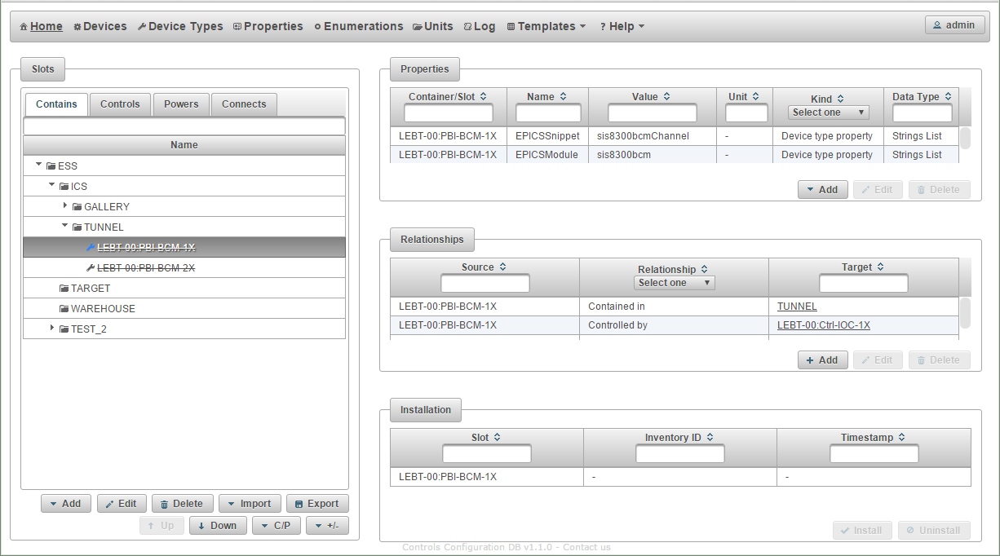 Home Devices Device Types Properties Enumerations Units Log Templates ? Help admin
Slots
Contains Controls Powers Connects
Name
ESS
ICS
GALLERY
TUNNEL
LEBT-00:PBI-BCM-1X
LEBT-00:PBI-BCM-2X
TARGET
WAREHOUSE
TEST_2
Add Edit Delete Import Export
Up Down C/P +/-
Properties
Container/Slot Name Value Unit Kind Data Type
Select one
LEBT-00:PBI-BCM-1X EPICSSnippet sis8300bcmChannel - Device type property Strings List
LEBT-00:PBI-BCM-1X EPICSModule sis8300bcm - Device type property Strings List
Add Edit Delete
Relationships
Source Relationship Target
Select one
LEBT-00:PBI-BCM-1X Contained in TUNNEL
LEBT-00:PBI-BCM-1X Controlled by LEBT-00:Ctrl-IOC-1X
Add Edit Delete
Installation
Slot Inventory ID Timestamp
LEBT-00:PBI-BCM-1X - -
Install Uninstall
Controls Configuration DB v1.1.0 - Contact us